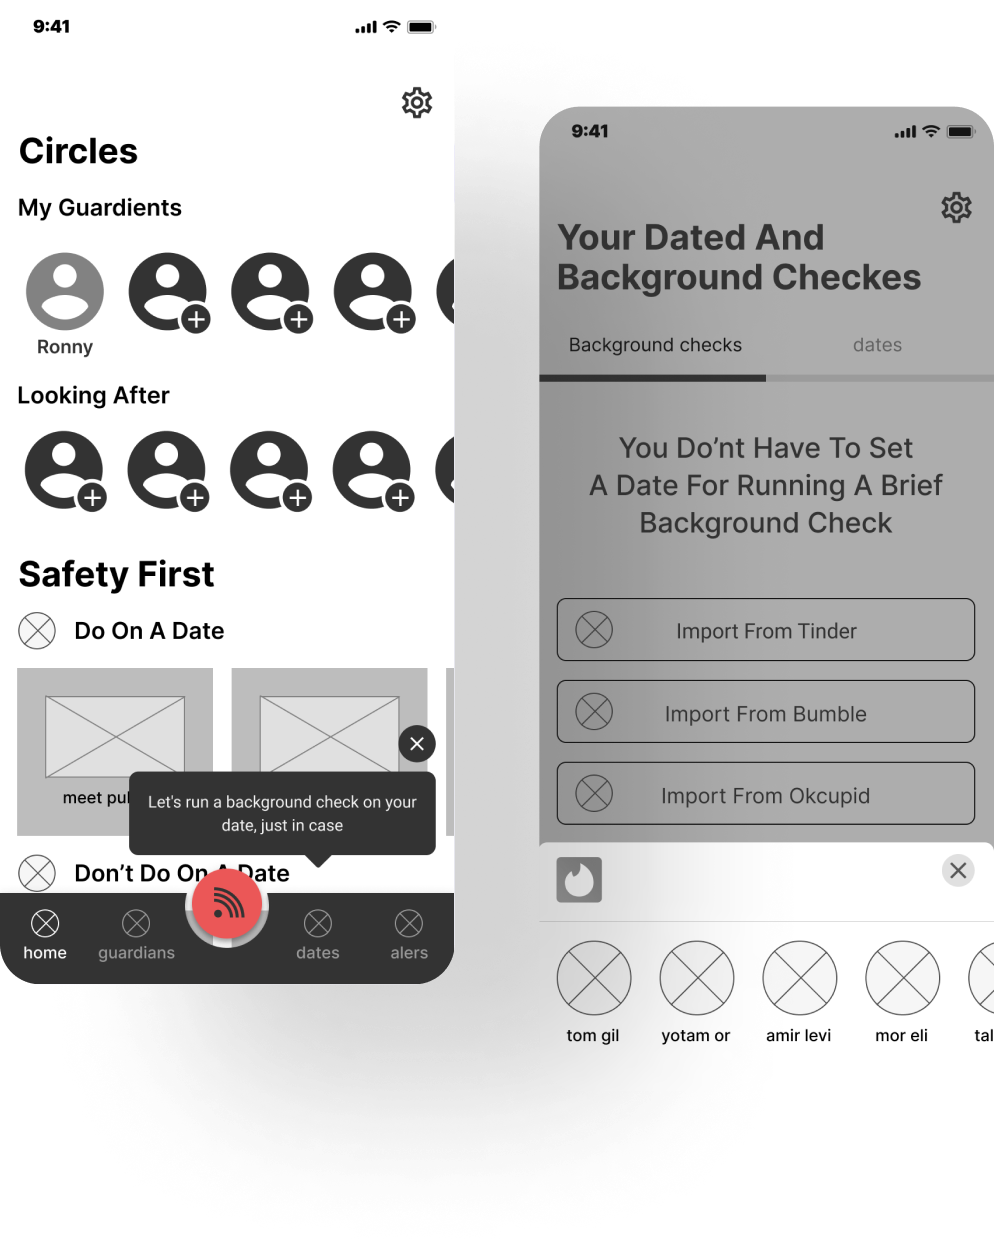 9:41
Circles
My Guardients
Ronny
Looking After
Safety First
Do On A Date
meet
Let's run a background check on your
date, just in case
Don't Do On A Date
home
guardians
dates
alers
9:41
Your Dated And
Background Checkes
Background checks
dates
You Do’nt Have To Set
A Date For Running A Brief
Background Check
Import From Tinder
Import From Bumble
Import From Okcupid
tom gil
yotam or
amir levi
mor eli
tal